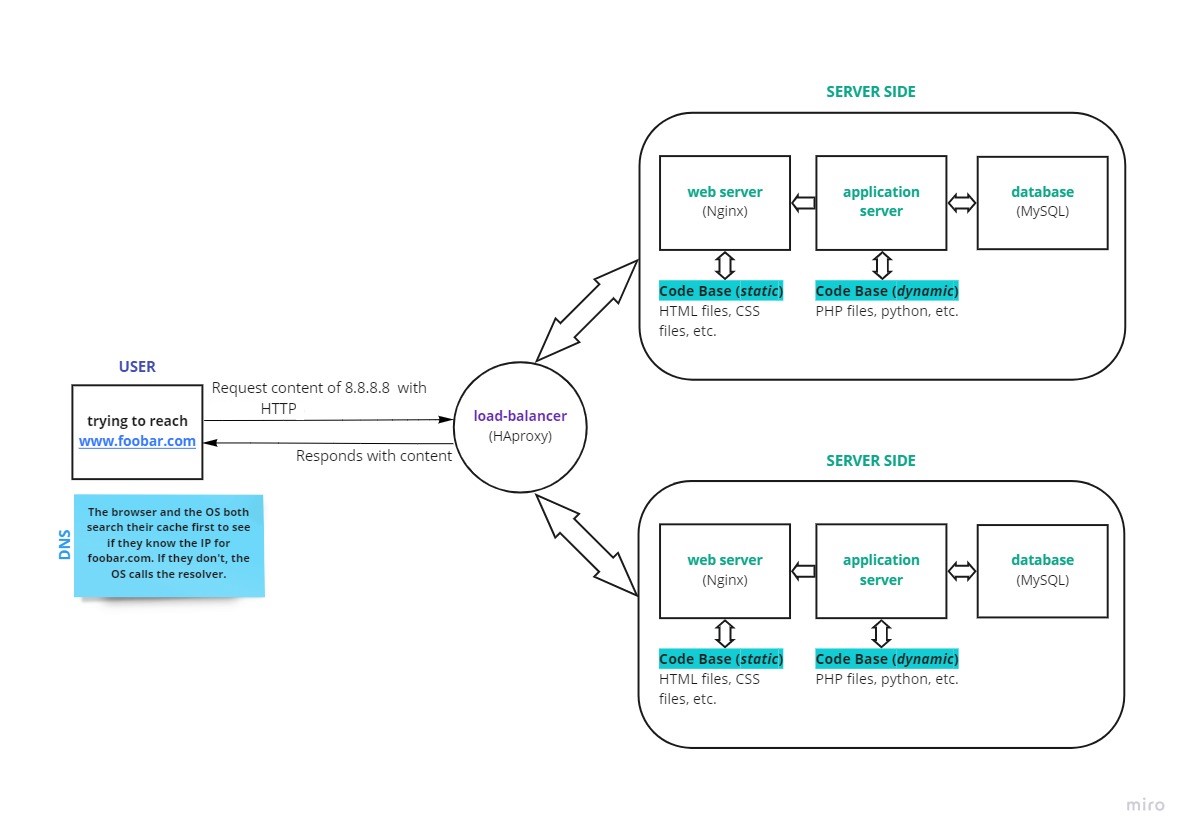 SERVER SIDE
web server
(Nginx)
application
server
database
(MySQL)
Code Base (static)
HTML files, CSS
files, etc.
Code Base (dynamic)
PHP files, python, etc.
USER
trying to reach
www.foobar.com
Request content of 8.8.8.8 with
HTTP
Responds with content
load-balancer
(HAproxy)
DNS
The browser and the OS both
search their cache first to see
if they know the IP for
foobar.com. If they don't, the
OS calls the resolver.
SERVER SIDE
web server
(Nginx)
application
server
database
(MySQL)
Code Base (static)
HTML files, CSS
files, etc.
Code Base (dynamic)
PHP files, python, etc.
miro